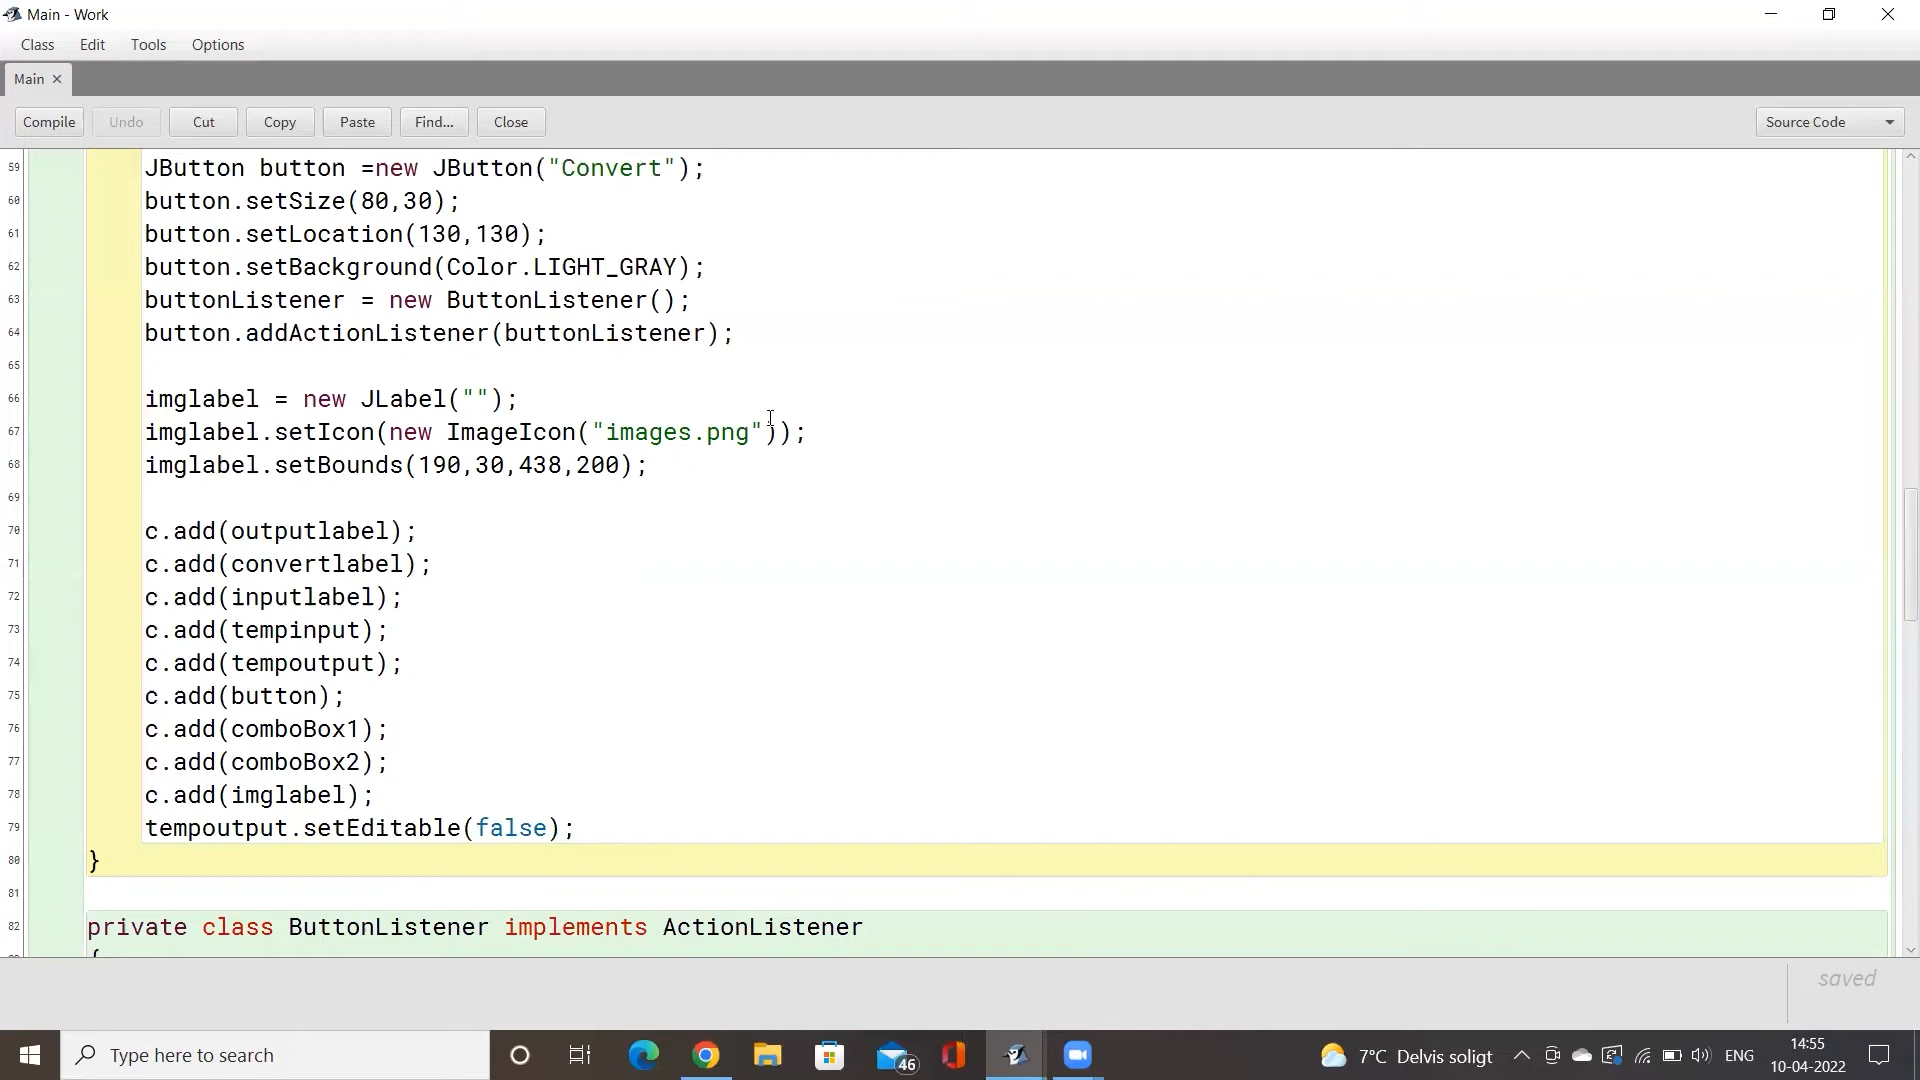 Main - Work
Class Edit Tools Options
Main ×
Compile Undo Cut Copy Paste Find... Close Source Code
59 JButton button =new JButton("Convert");
60 button.setSize(80,30);
61 button.setLocation(130,130);
62 button.setBackground(Color.LIGHT_GRAY);
63 buttonListener = new ButtonListener();
64 button.addActionListener(buttonListener);
65
66 imglabel = new JLabel("");
67 imglabel.setIcon(new ImageIcon("images.png"));
68 imglabel.setBounds(190,30,438,200);
69
70 c.add(outputlabel);
71 c.add(convertlabel);
72 c.add(inputlabel);
73 c.add(tempinput);
74 c.add(tempoutput);
75 c.add(button);
76 c.add(comboBox1);
77 c.add(comboBox2);
78 c.add(imglabel);
79 tempoutput.setEditable(false);
80 }
81
82 private class ButtonListener implements ActionListener
{
saved
Type here to search 46 7°C Delvis soligt ENG 14:55
10-04-2022